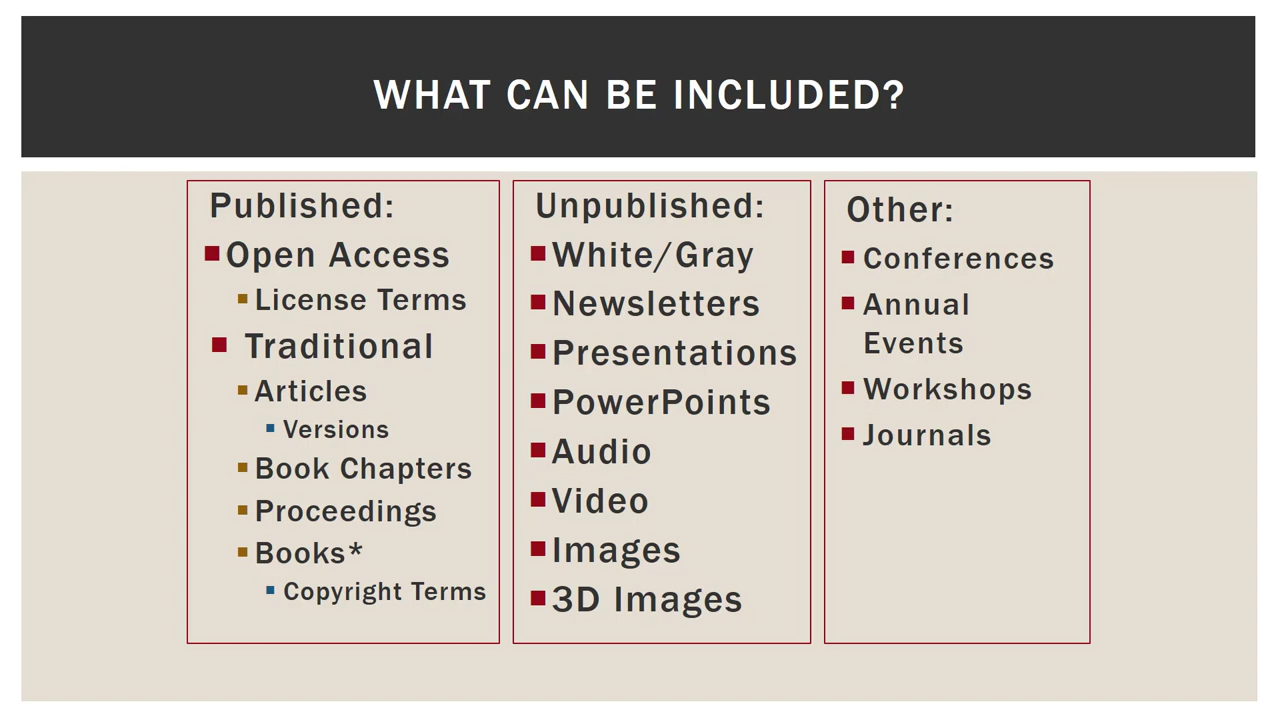 WHAT CAN BE INCLUDED?
Published:
Open Access
License Terms
Traditional
Articles
Versions
Book Chapters
Proceedings
Books*
Copyright Terms
Unpublished:
White/Gray
Newsletters
Presentations
PowerPoints
Audio
Video
Images
3D Images
Other:
Conferences
Annual
Events
Workshops
Journals